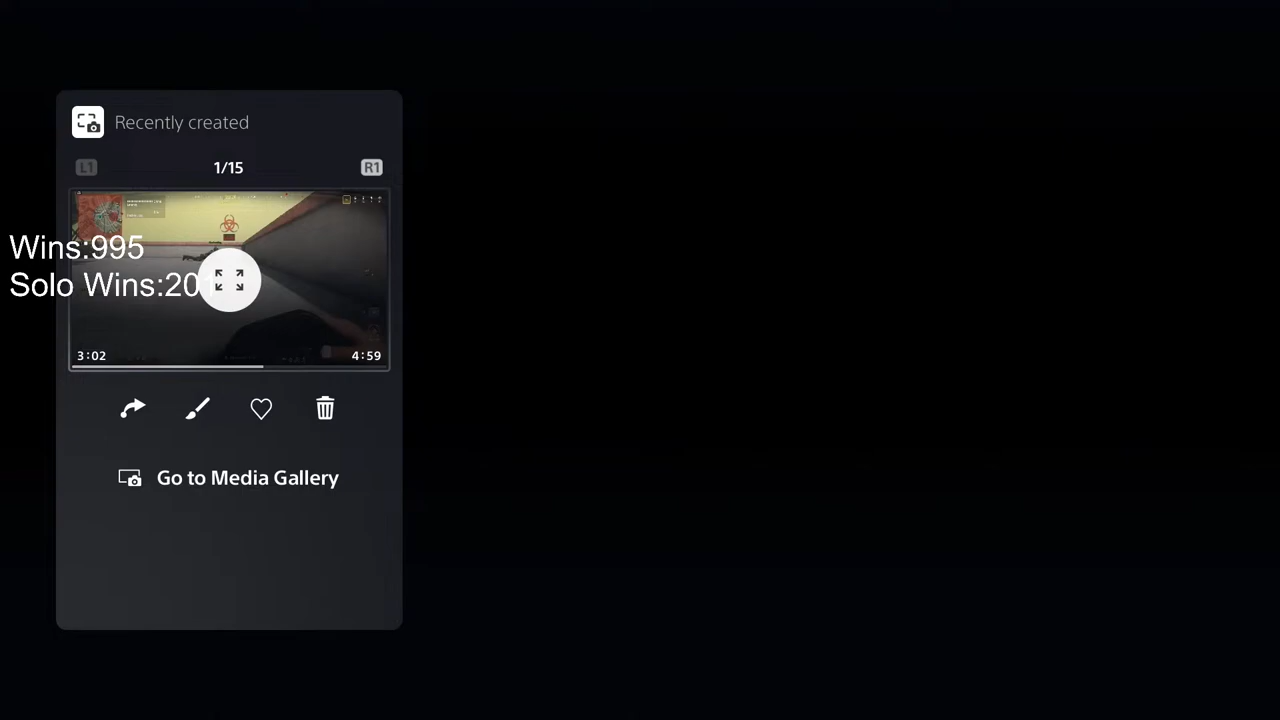 Recently created
L1 1/15 R1
Wins:995
Solo Wins:20
3:02 4:59
Go to Media Gallery